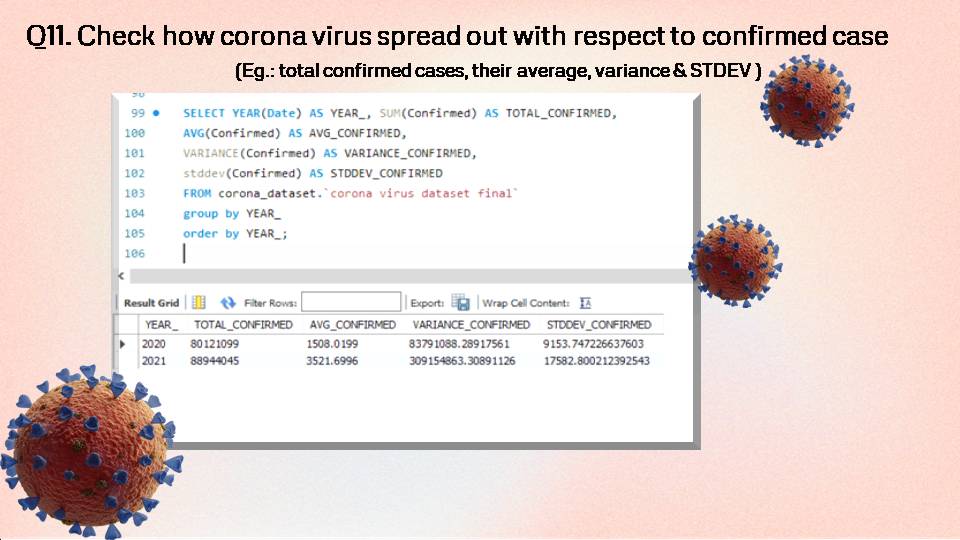 Q11. Check how corona virus spread out with respect to confirmed case
(Eg.: total confirmed cases, their average, variance & STDEV )
99 SELECT YEAR(Date) AS YEAR_, SUM(Confirmed) AS TOTAL_CONFIRMED,
100 AVG(Confirmed) AS AVG_CONFIRMED,
101 VARIANCE(Confirmed) AS VARIANCE_CONFIRMED,
102 stddev(Confirmed) AS STDDEV_CONFIRMED
103 FROM corona_dataset.`corona virus dataset final`
104 group by YEAR_
105 order by YEAR_;
106
Result Grid Filter Rows: Export: Wrap Cell Content:
YEAR_ TOTAL_CONFIRMED AVG_CONFIRMED VARIANCE_CONFIRMED STDDEV_CONFIRMED
2020 80121099 1508.0199 83791088.28917561 9153.747226637603
2021 88944045 3521.6996 309154863.30891126 17582.800212392543